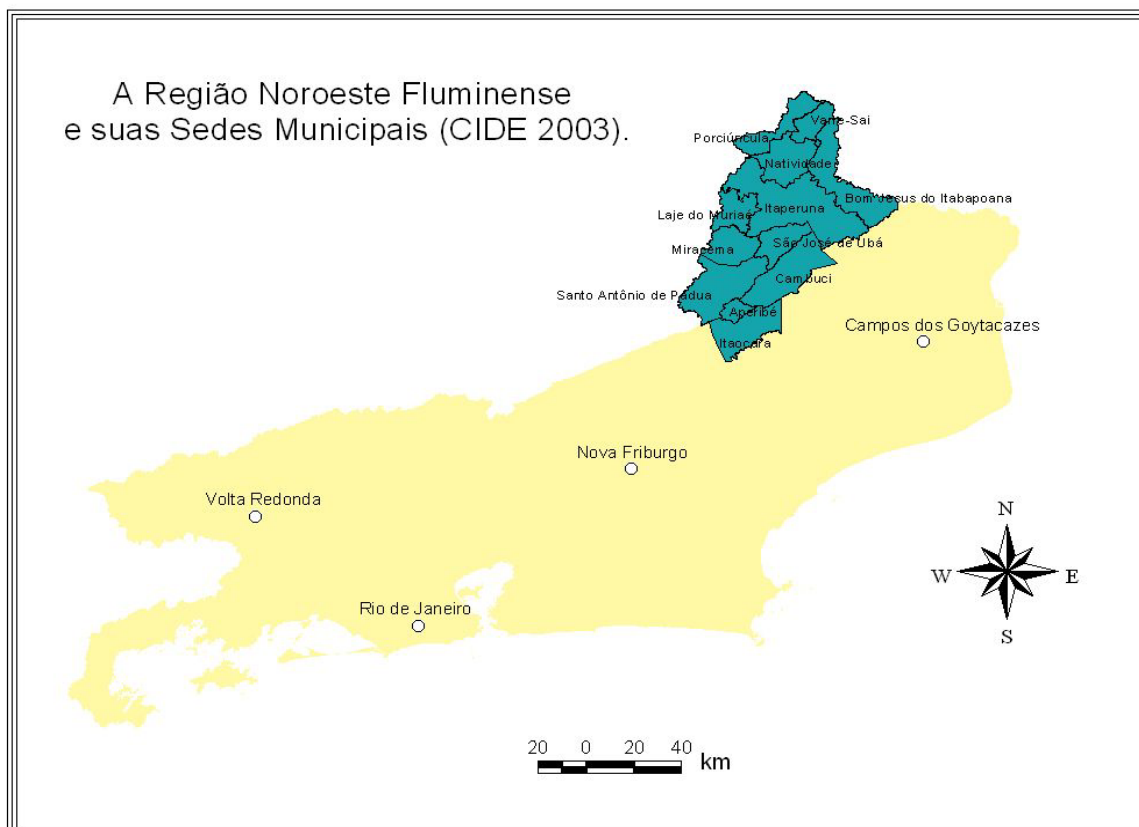 A Região Noroeste Fluminense
e suas Sedes Municipais (CIDE 2003).
Varre-Sai
Porciúncula
Natividade
Bom Jesus do Itabapoana
Itaperuna
Laje do Muriaé
São José de Ubá
Miracema
Cambuci
Santo Antônio de Pádua
Aperibé
Campos dos Goytacazes
Itaocara
Nova Friburgo
Volta Redonda
N
W E
S
Rio de Janeiro
20 0 20 40 km